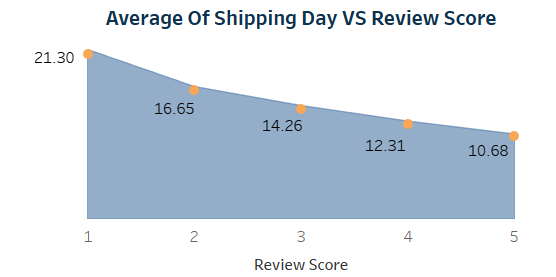 Average Of Shipping Day VS Review Score
21.30
16.65
14.26
12.31
10.68
1 2 3 4 5
Review Score